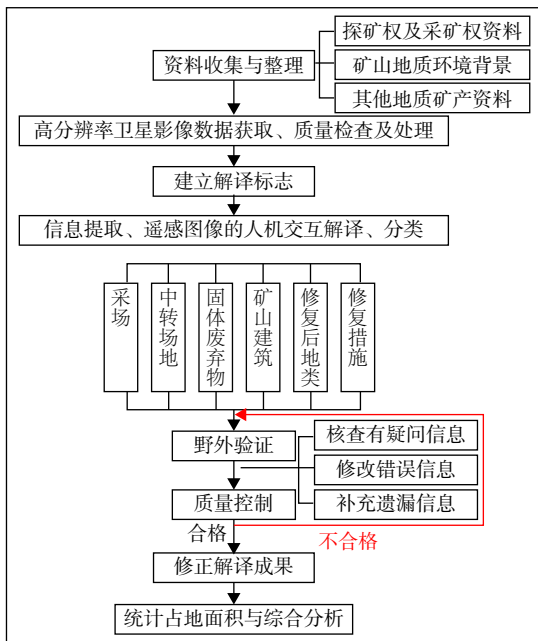 探矿权及采矿权资料
资料收集与整理
矿山地质环境背景
其他地质矿产资料
高分辨率卫星影像数据获取、质量检查及处理
建立解译标志
信息提取、遥感图像的人机交互解译、分类
采场
中转场地
固体废弃物
矿山建筑
修复后地类
修复措施
野外验证
核查有疑问信息
修改错误信息
补充遗漏信息
质量控制
合格
不合格
修正解译成果
统计占地面积与综合分析